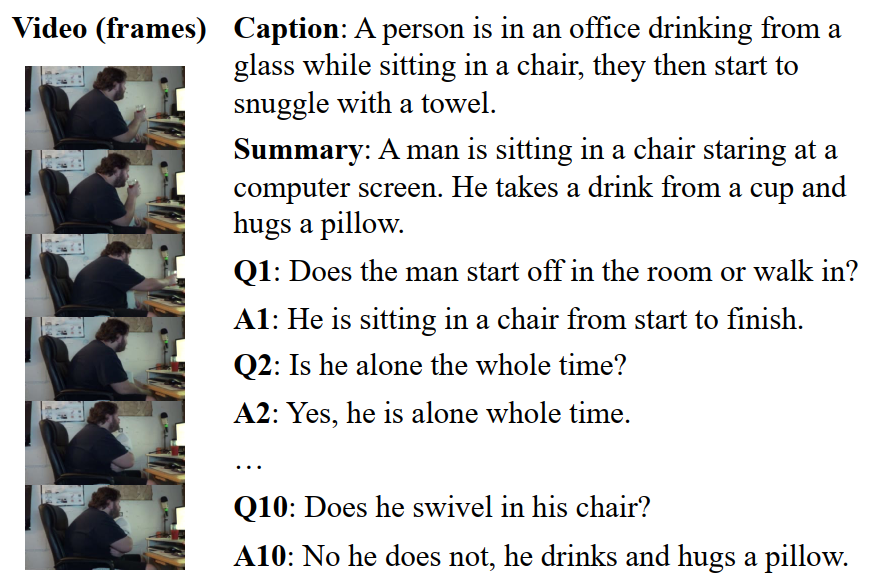 Video (frames)
Caption: A person is in an office drinking from a
glass while sitting in a chair, they then start to
snuggle with a towel.
Summary: A man is sitting in a chair staring at a
computer screen. He takes a drink from a cup and
hugs a pillow.
Q1: Does the man start off in the room or walk in?
A1: He is sitting in a chair from start to finish.
Q2: Is he alone the whole time?
A2: Yes, he is alone whole time.
…
Q10: Does he swivel in his chair?
A10: No he does not, he drinks and hugs a pillow.